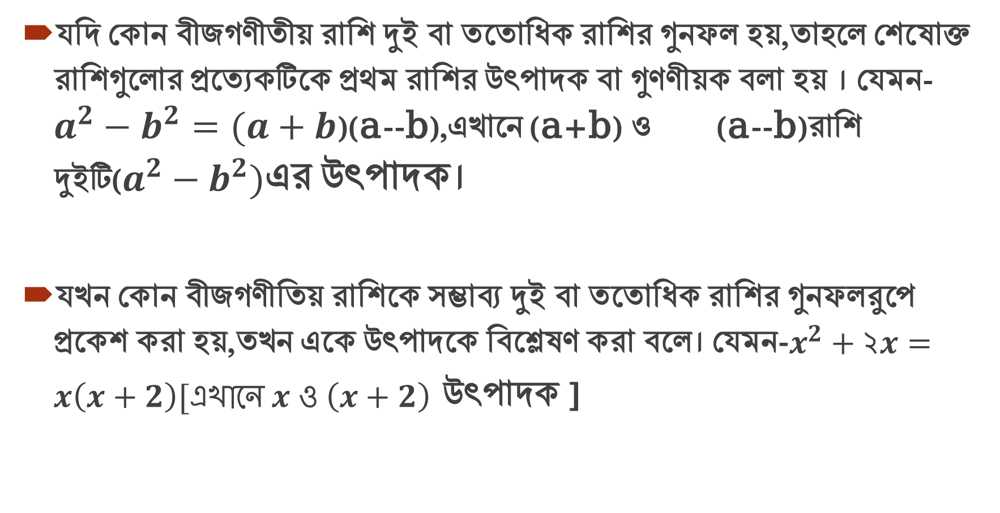 যদি কোন বীজগণীতীয় রাশি দুই বা ততোধিক রাশির গুনফল হয়,তাহলে শেষোক্ত
রাশিগুলোর প্রত্যেকটিকে প্রথম রাশির উৎপাদক বা গুণণীয়ক বলা হয় । যেমন-
a² − b² = (a + b)(a--b),এখানে (a+b) ও (a--b)রাশি
দুইটি(a² − b²)এর উৎপাদক।
যখন কোন বীজগণীতিয় রাশিকে সম্ভাব্য দুই বা ততোধিক রাশির গুনফলরুপে
প্রকেশ করা হয়,তখন একে উৎপাদকে বিশ্লেষণ করা বলে। যেমন-x² + ২x =
x(x + 2)[এখানে x ও (x + 2) উৎপাদক ]